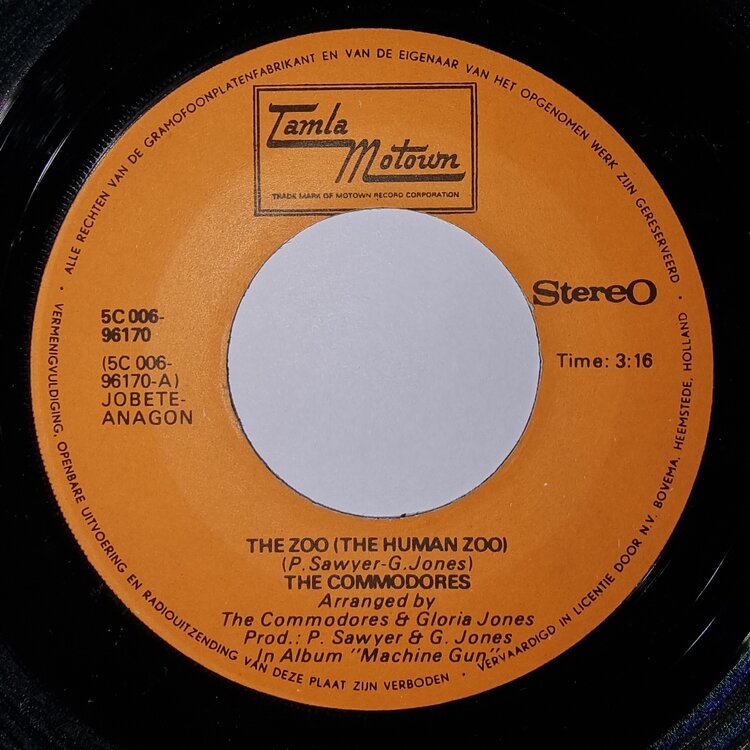 ALLE RECHTEN VAN DE GRAMOFOONPLATENFABRIKANT EN VAN DE EIGENAAR VAN HET OPGENOMEN WERK ZIJN GERESERVEERD
Tamla
Motown
TRADE MARK OF MOTOWN RECORD CORPORATION
Stereo
5C 006-
96170
(5C 006-
96170-A)
JOBETE-
ANAGON
Time: 3:16
THE ZOO (THE HUMAN ZOO)
(P. Sawyer-G. Jones)
THE COMMODORES
Arranged by
The Commodores & Gloria Jones
Prod.: P. Sawyer & G. Jones
In Album "Machine Gun".
· VERMENIGVULDIGING, OPENBARE UITVOERING EN RADIOUITZENDING VAN DEZE PLAAT ZIJN VERBODEN ·
VERVAARDIGD IN LICENTIE DOOR N.V. BOVEMA, HEEMSTEDE, HOLLAND ·